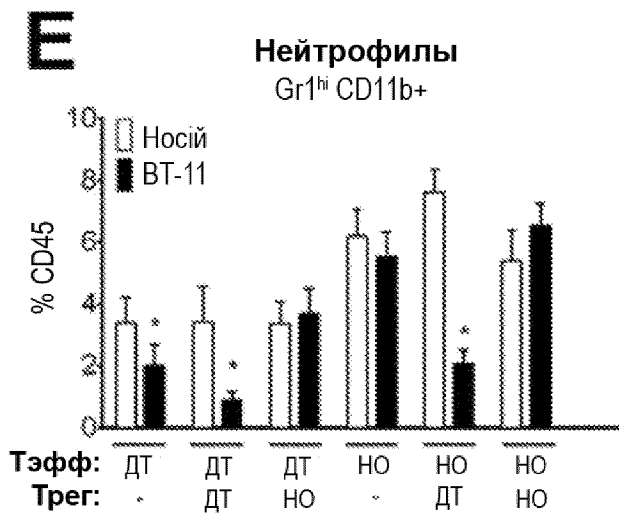 E
Нейтрофилы
Gr1hi CD11b+
10
8
6
4
2
0
% CD45
Носій
BT-11
* * *
Тэфф: ДТ ДТ ДТ НО НО НО
Трег: - ДТ НО - ДТ НО